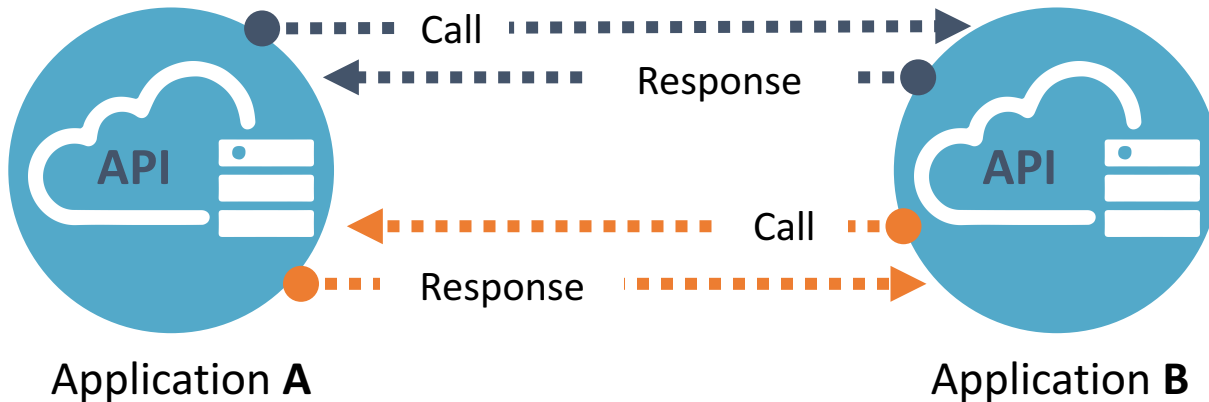 Call
Response
API
API
Call
Response
Application A
Application B